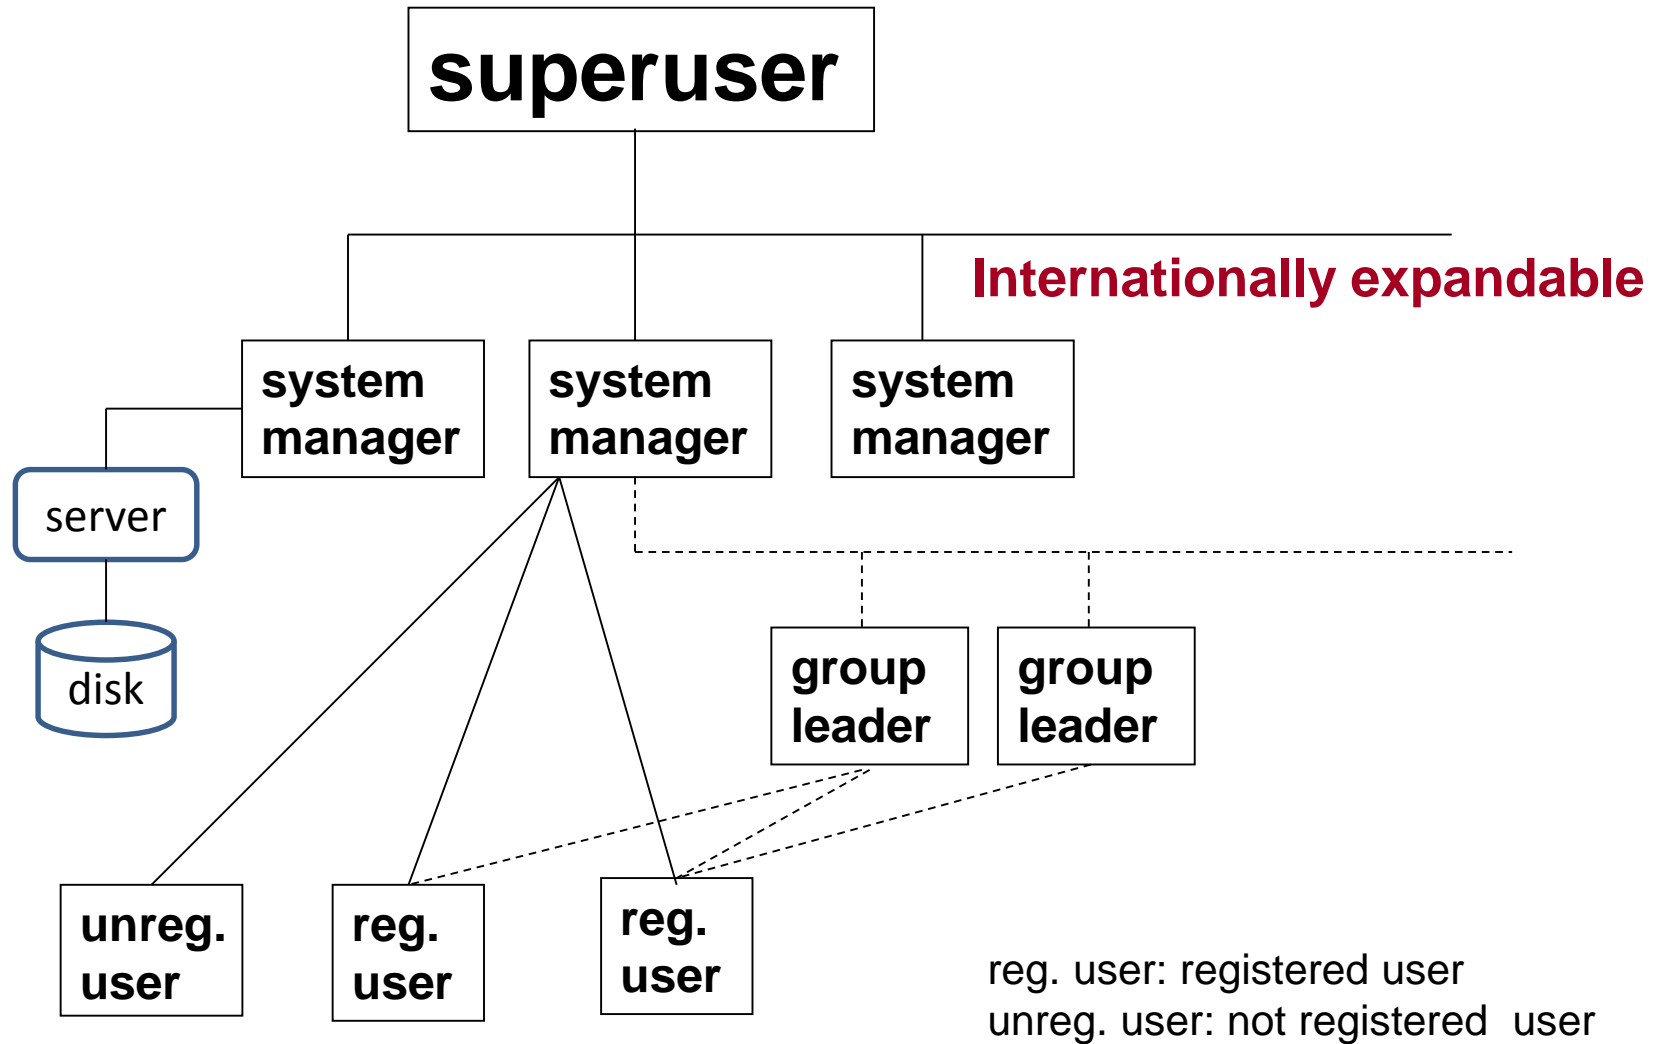 superuser
Internationally expandable
system
manager
system
manager
system
manager
server
disk
group
leader
group
leader
unreg.
user
reg.
user
reg.
user
reg. user: registered user
unreg. user: not registered  user